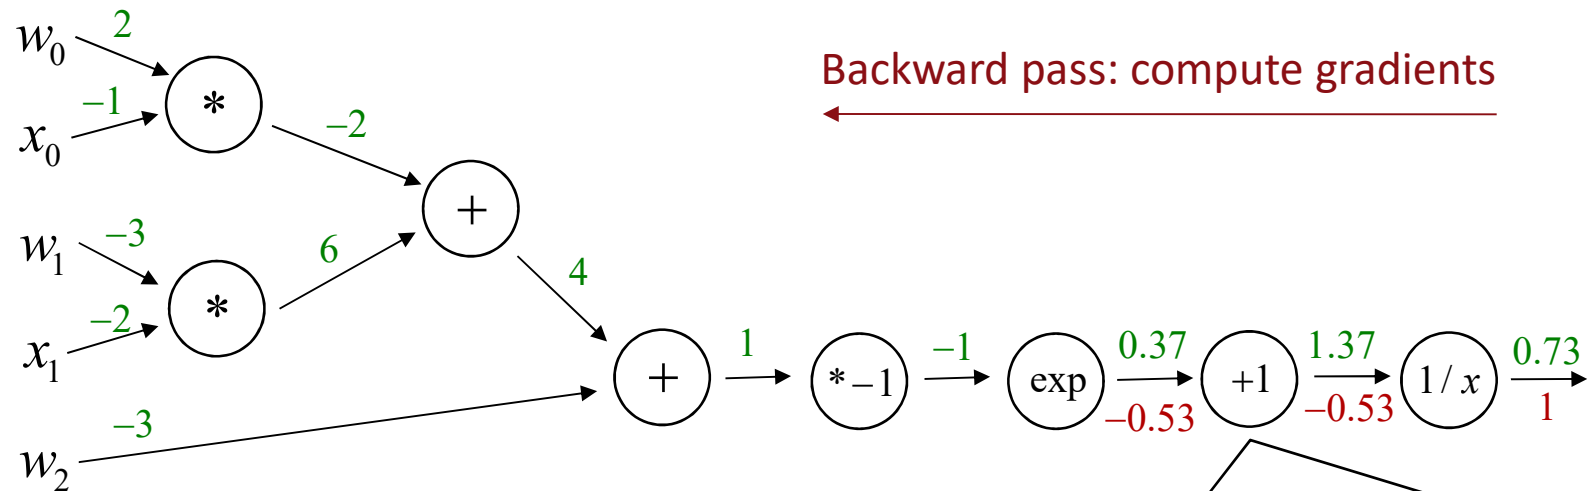 w₀ 2
Backward pass: compute gradients
x₀ −1 * −2
+
w₁ −3
6
4
x₁ −2 *
+ 1 * −1 −1 exp 0.37 +1 1.37 1 / x 0.73
−0.53 −0.53 1
w₂ −3